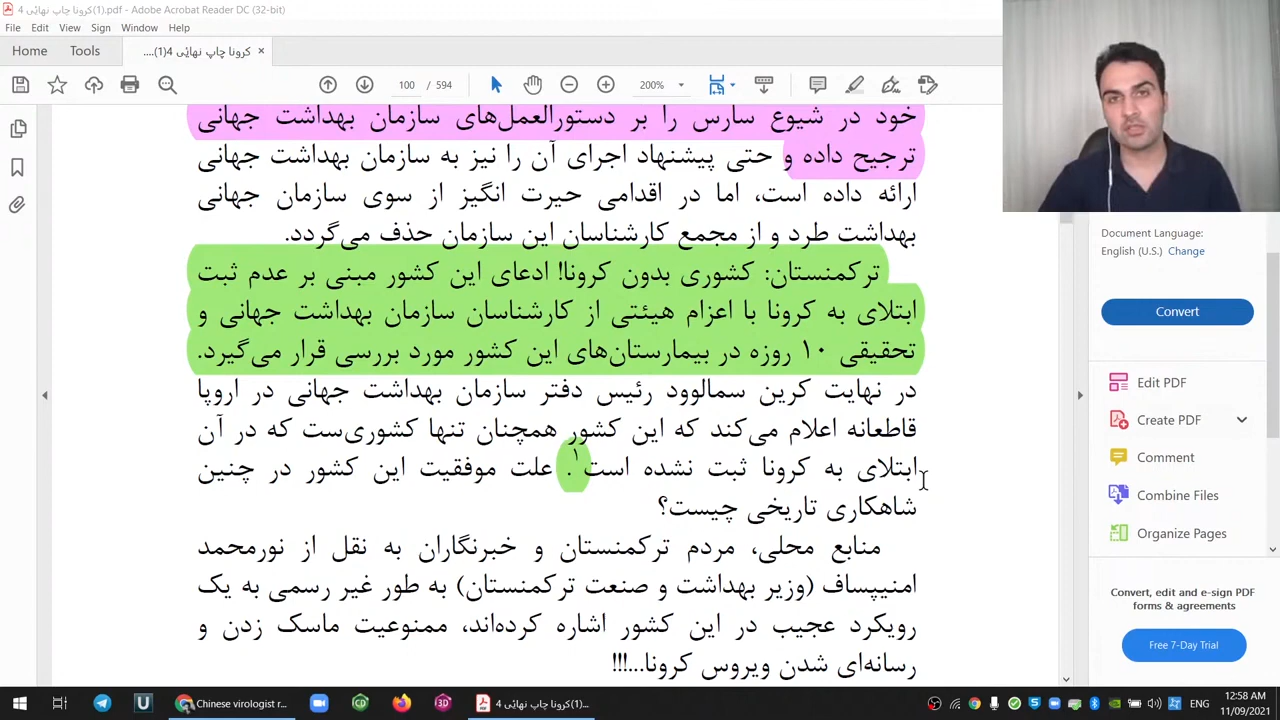 کرونا چاپ نهایٔی 4(1).pdf - Adobe Acrobat Reader DC (32-bit)
File Edit View Sign Window Help
Home Tools کرونا چاپ نهایٔی 4(1).... ×
100 / 594 200%
خود در شیوع سارس را بر دستورالعمل‌های سازمان بهداشت جهانی
ترجیح داده و حتی پیشنهاد اجرای آن را نیز به سازمان بهداشت جهانی
ارائه داده است، اما در اقدامی حیرت انگیز از سوی سازمان جهانی
بهداشت طرد و از مجمع کارشناسان این سازمان حذف می‌گردد.
ترکمنستان: کشوری بدون کرونا! ادعای این کشور مبنی بر عدم ثبت
ابتلای به کرونا با اعزام هیئتی از کارشناسان سازمان بهداشت جهانی و
تحقیقی ۱۰ روزه در بیمارستان‌های این کشور مورد بررسی قرار می‌گیرد.
در نهایت کرین سمالوود رئیس دفتر سازمان بهداشت جهانی در اروپا
قاطعانه اعلام می‌کند که این کشور همچنان تنها کشوری‌ست که در آن
ابتلای به کرونا ثبت نشده است۱. علت موفقیت این کشور در چنین
شاهکاری تاریخی چیست؟
منابع محلی، مردم ترکمنستان و خبرنگاران به نقل از نورمحمد
امنیپساف (وزیر بهداشت و صنعت ترکمنستان) به طور غیر رسمی به یک
رویکرد عجیب در این کشور اشاره کرده‌اند، ممنوعیت ماسک زدن و
رسانه‌ای شدن ویروس کرونا...!!!
Document Language:
English (U.S.) Change
Convert
Edit PDF
Create PDF
Comment
Combine Files
Organize Pages
Convert, edit and e-sign PDF
forms & agreements
Free 7-Day Trial
Chinese virologist r...
کرونا چاپ نهایٔی 4(1)...
ENG
12:58 AM
11/09/2021